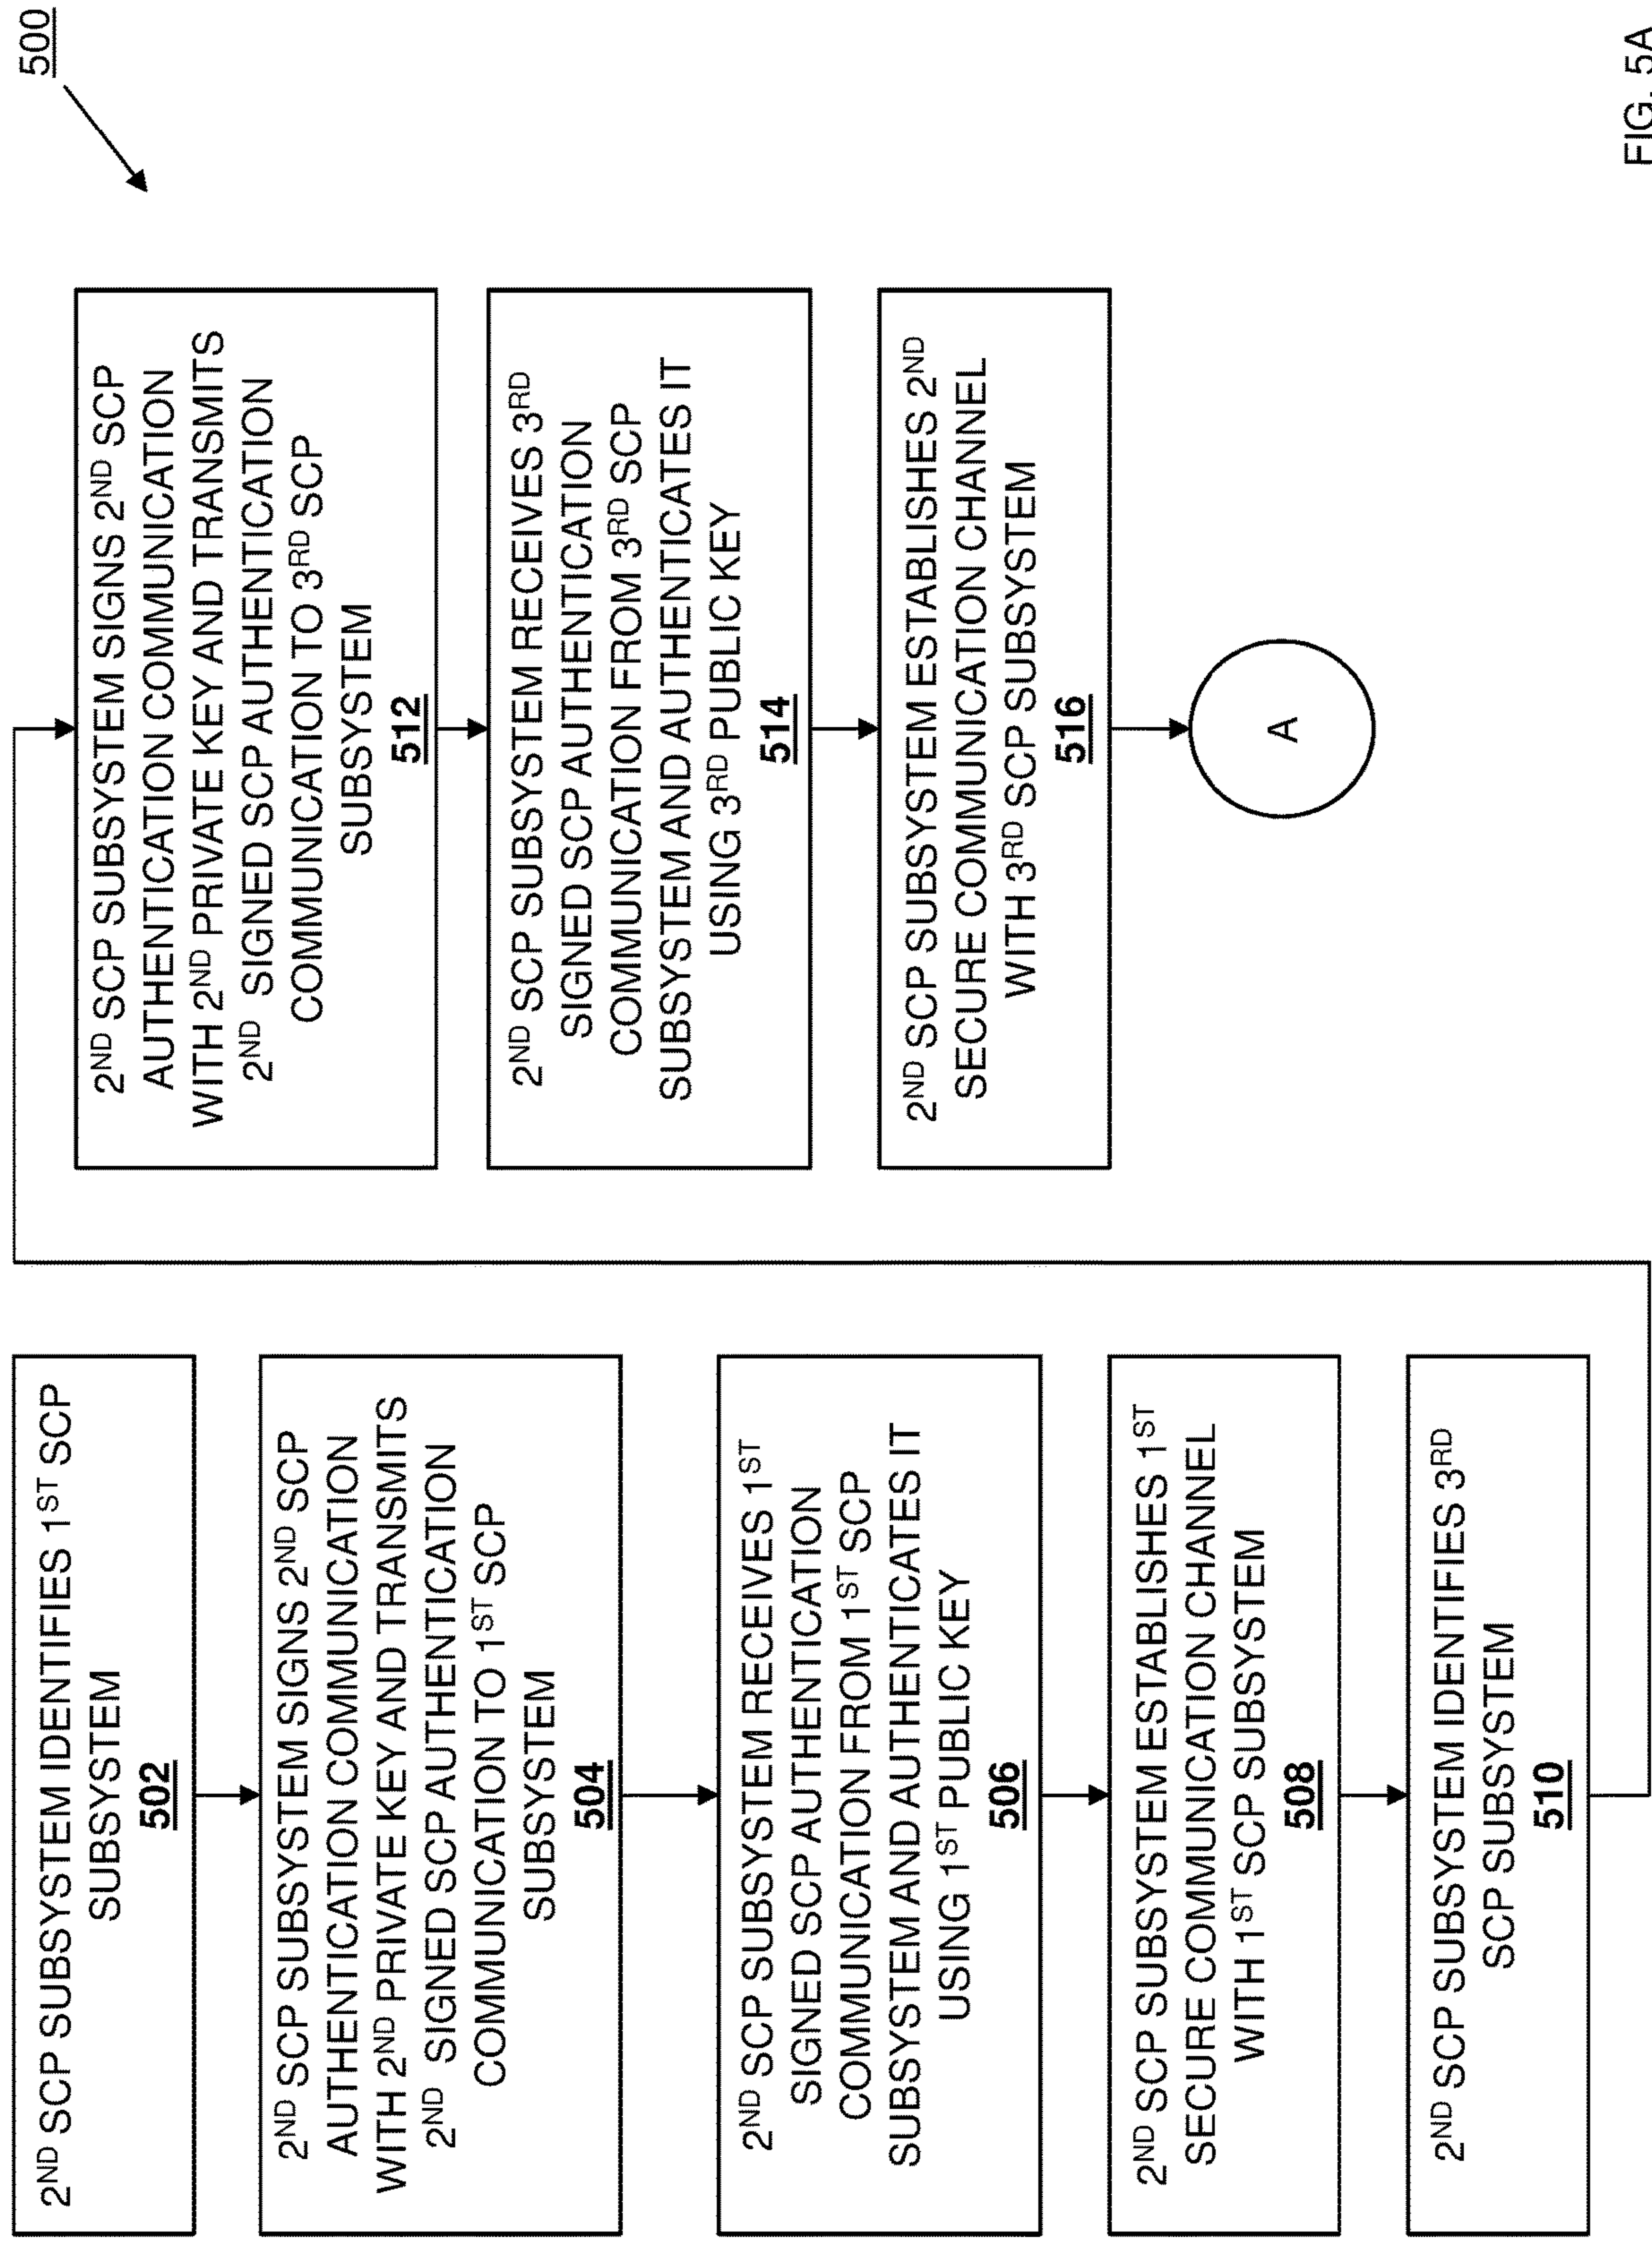 500
2ND SCP SUBSYSTEM IDENTIFIES 1ST SCP
SUBSYSTEM
502
2ND SCP SUBSYSTEM SIGNS 2ND SCP
AUTHENTICATION COMMUNICATION
WITH 2ND PRIVATE KEY AND TRANSMITS
2ND SIGNED SCP AUTHENTICATION
COMMUNICATION TO 1ST SCP
SUBSYSTEM
504
2ND SCP SUBSYSTEM RECEIVES 1ST
SIGNED SCP AUTHENTICATION
COMMUNICATION FROM 1ST SCP
SUBSYSTEM AND AUTHENTICATES IT
USING 1ST PUBLIC KEY
506
2ND SCP SUBSYSTEM ESTABLISHES 1ST
SECURE COMMUNICATION CHANNEL
WITH 1ST SCP SUBSYSTEM
508
2ND SCP SUBSYSTEM IDENTIFIES 3RD
SCP SUBSYSTEM
510
2ND SCP SUBSYSTEM SIGNS 2ND SCP
AUTHENTICATION COMMUNICATION
WITH 2ND PRIVATE KEY AND TRANSMITS
2ND SIGNED SCP AUTHENTICATION
COMMUNICATION TO 3RD SCP
SUBSYSTEM
512
2ND SCP SUBSYSTEM RECEIVES 3RD
SIGNED SCP AUTHENTICATION
COMMUNICATION FROM 3RD SCP
SUBSYSTEM AND AUTHENTICATES IT
USING 3RD PUBLIC KEY
514
2ND SCP SUBSYSTEM ESTABLISHES 2ND
SECURE COMMUNICATION CHANNEL
WITH 3RD SCP SUBSYSTEM
516
A
FIG. 5A